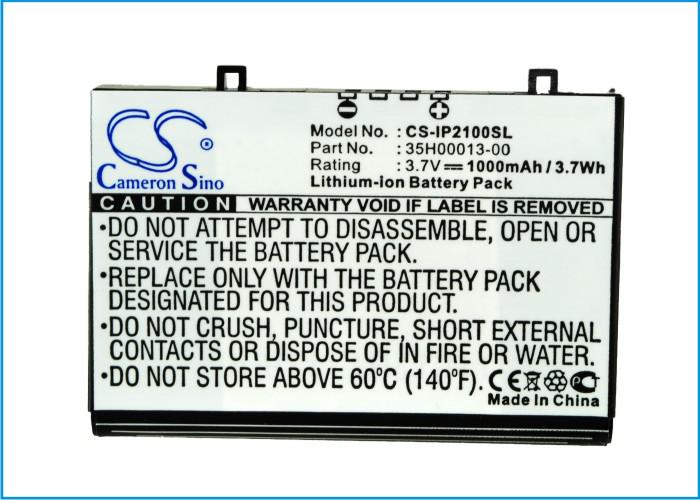 CS
Cameron Sino
Model No. : CS-IP2100SL
Part No. : 35H00013-00
Rating : 3.7V 1000mAh / 3.7Wh
Lithium-ion Battery Pack
CAUTION WARRANTY VOID IF LABEL IS REMOVED
•DO NOT ATTEMPT TO DISASSEMBLE, OPEN OR
SERVICE THE BATTERY PACK.
•REPLACE ONLY WITH THE BATTERY PACK
DESIGNATED FOR THIS PRODUCT.
•DO NOT CRUSH, PUNCTURE, SHORT EXTERNAL
CONTACTS OR DISPOSE OF IN FIRE OR WATER.
•DO NOT STORE ABOVE 60°C (140°F). CE
Made In China